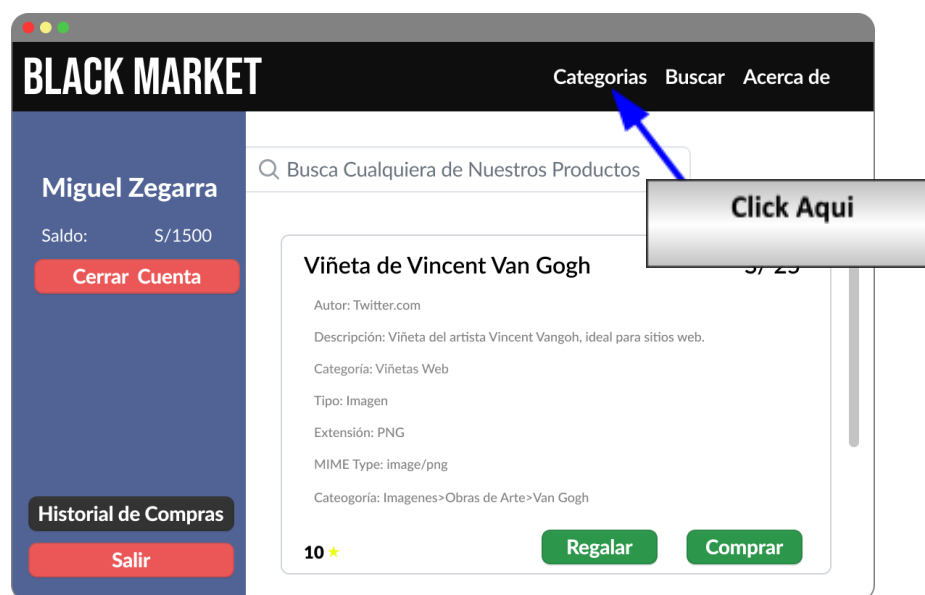 BLACK MARKET
Categorias Buscar Acerca de
Miguel Zegarra
Saldo: S/1500
Cerrar Cuenta
Historial de Compras
Salir
Busca Cualquiera de Nuestros Productos
Click Aqui
Viñeta de Vincent Van Gogh S/ 25
Autor: Twitter.com
Descripción: Viñeta del artista Vincent Vangoh, ideal para sitios web.
Categoría: Viñetas Web
Tipo: Imagen
Extensión: PNG
MIME Type: image/png
Cateogoría: Imagenes>Obras de Arte>Van Gogh
10 Regalar Comprar